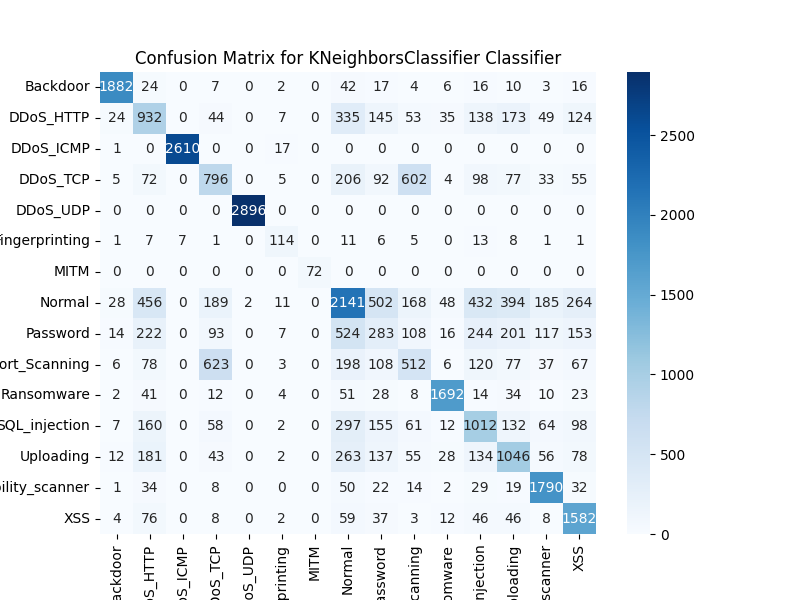 Confusion Matrix for KNeighborsClassifier Classifier
Backdoor 1882 24 0 7 0 2 0 42 17 4 6 16 10 3 16
DDoS_HTTP 24 932 0 44 0 7 0 335 145 53 35 138 173 49 124
DDoS_ICMP 1 0 2610 0 0 17 0 0 0 0 0 0 0 0 0
DDoS_TCP 5 72 0 796 0 5 0 206 92 602 4 98 77 33 55
DDoS_UDP 0 0 0 0 2896 0 0 0 0 0 0 0 0 0 0
ingerprinting 1 7 7 1 0 114 0 11 6 5 0 13 8 1 1
MITM 0 0 0 0 0 0 72 0 0 0 0 0 0 0 0
Normal 28 456 0 189 2 11 0 2141 502 168 48 432 394 185 264
Password 14 222 0 93 0 7 0 524 283 108 16 244 201 117 153
ort_Scanning 6 78 0 623 0 3 0 198 108 512 6 120 77 37 67
Ransomware 2 41 0 12 0 4 0 51 28 8 1692 14 34 10 23
SQL_injection 7 160 0 58 0 2 0 297 155 61 12 1012 132 64 98
Uploading 12 181 0 43 0 2 0 263 137 55 28 134 1046 56 78
bility_scanner 1 34 0 8 0 0 0 50 22 14 2 29 19 1790 32
XSS 4 76 0 8 0 2 0 59 37 3 12 46 46 8 1582
ackdoor oS_HTTP oS_ICMP oS_TCP oS_UDP printing MITM Normal assword canning omware njection ploading scanner XSS
2500
2000
1500
1000
500
0